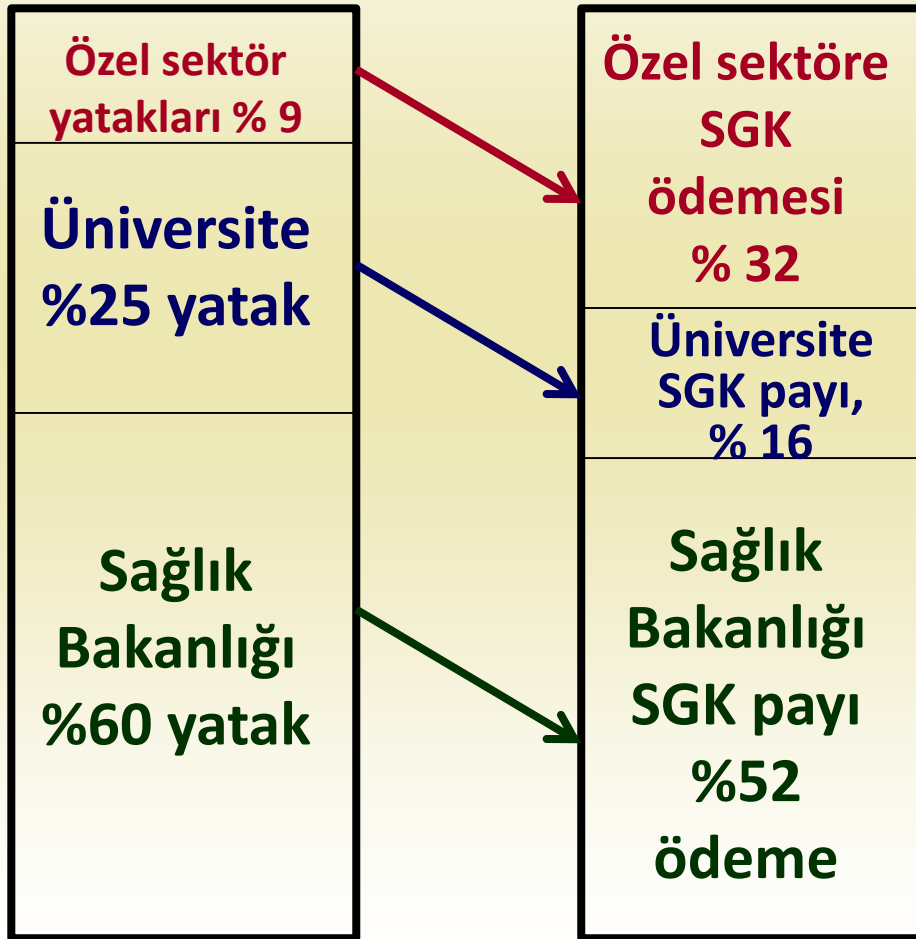 Özel sektör
yatakları % 9
Üniversite
%25 yatak
Sağlık
Bakanlığı
%60 yatak
Özel sektöre
SGK
ödemesi
% 32
Üniversite
SGK payı,
% 16
Sağlık
Bakanlığı
SGK payı
%52
ödeme